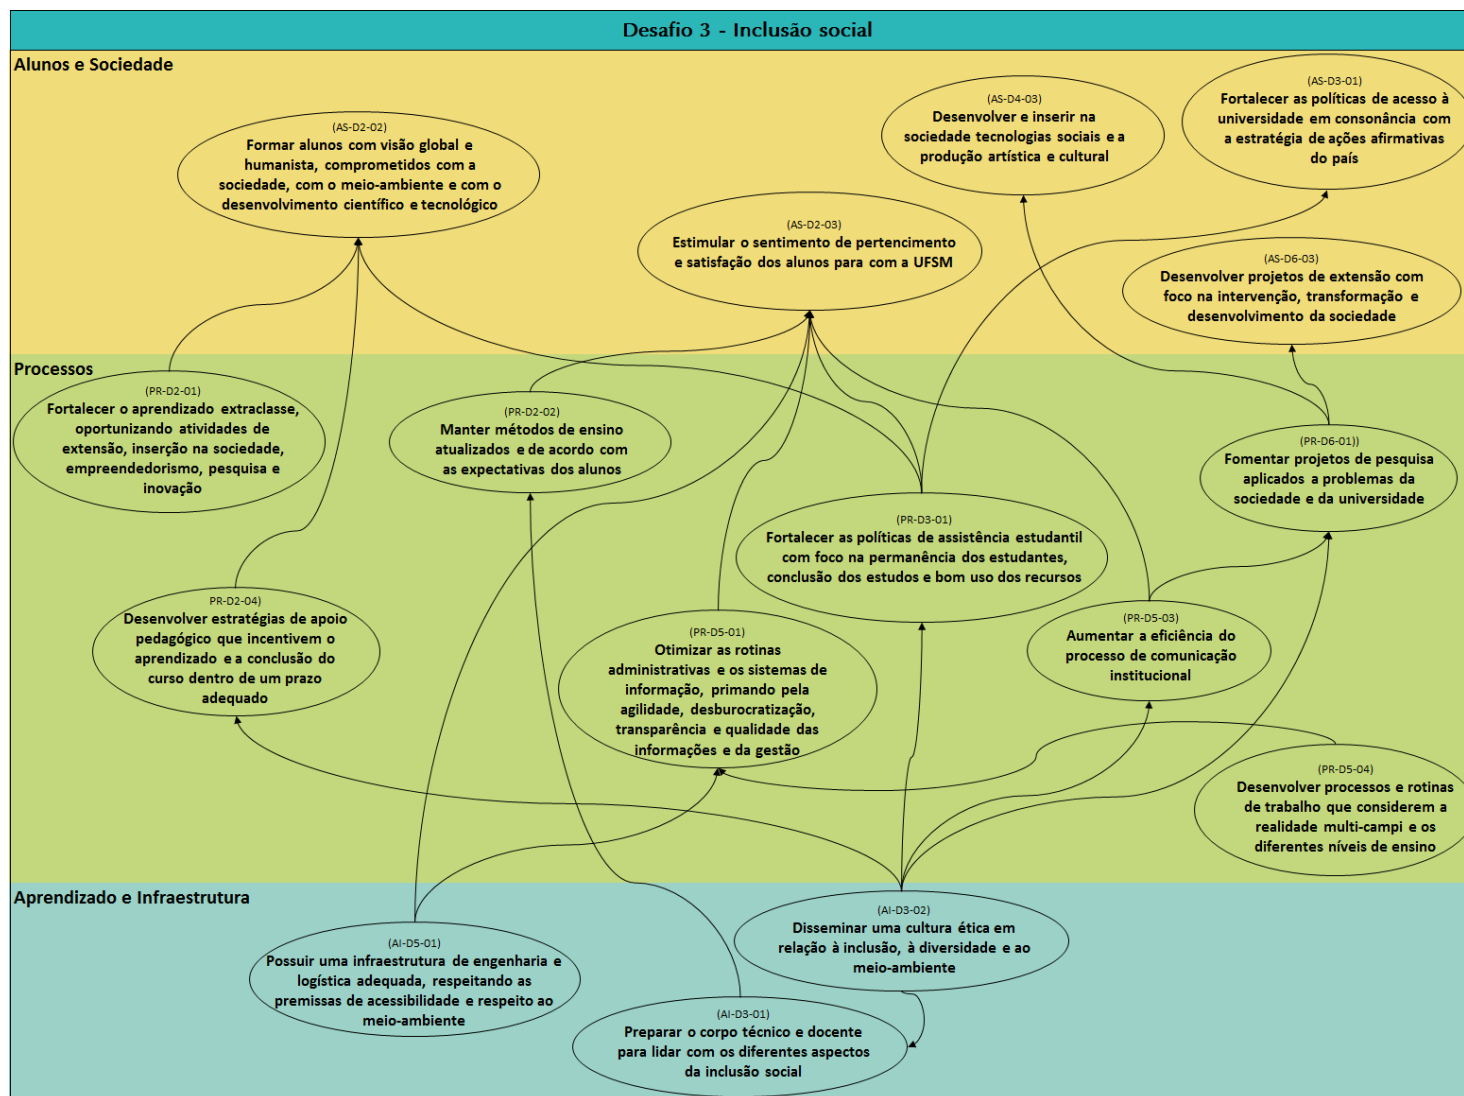 Desafio 3 - Inclusão social
Alunos e Sociedade
(AS-D2-02)
Formar alunos com visão global e
humanista, comprometidos com a
sociedade, com o meio-ambiente e com o
desenvolvimento científico e tecnológico
(AS-D2-03)
Estimular o sentimento de pertencimento
e satisfação dos alunos para com a UFSM
(AS-D4-03)
Desenvolver e inserir na
sociedade tecnologias sociais e a
produção artística e cultural
(AS-D3-01)
Fortalecer as políticas de acesso à
universidade em consonância com
a estratégia de ações afirmativas
do país
(AS-D6-03)
Desenvolver projetos de extensão com
foco na intervenção, transformação e
desenvolvimento da sociedade
Processos
(PR-D2-01)
Fortalecer o aprendizado extraclasse,
oportunizando atividades de
extensão, inserção na sociedade,
empreendedorismo, pesquisa e
inovação
(PR-D2-02)
Manter métodos de ensino
atualizados e de acordo com
as expectativas dos alunos
(PR-D6-01))
Fomentar projetos de pesquisa
aplicados a problemas da
sociedade e da universidade
(PR-D3-01)
Fortalecer as políticas de assistência estudantil
com foco na permanência dos estudantes,
conclusão dos estudos e bom uso dos recursos
PR-D2-04)
Desenvolver estratégias de apoio
pedagógico que incentivem o
aprendizado e a conclusão do
curso dentro de um prazo
adequado
(PR-D5-01)
Otimizar as rotinas
administrativas e os sistemas de
informação, primando pela
agilidade, desburocratização,
transparência e qualidade das
informações e da gestão
(PR-D5-03)
Aumentar a eficiência do
processo de comunicação
institucional
(PR-D5-04)
Desenvolver processos e rotinas
de trabalho que considerem a
realidade multi-campi e os
diferentes níveis de ensino
Aprendizado e Infraestrutura
(AI-D5-01)
Possuir uma infraestrutura de engenharia e
logística adequada, respeitando as
premissas de acessibilidade e respeito ao
meio-ambiente
(AI-D3-02)
Disseminar uma cultura ética em
relação à inclusão, à diversidade e ao
meio-ambiente
(AI-D3-01)
Preparar o corpo técnico e docente
para lidar com os diferentes aspectos
da inclusão social